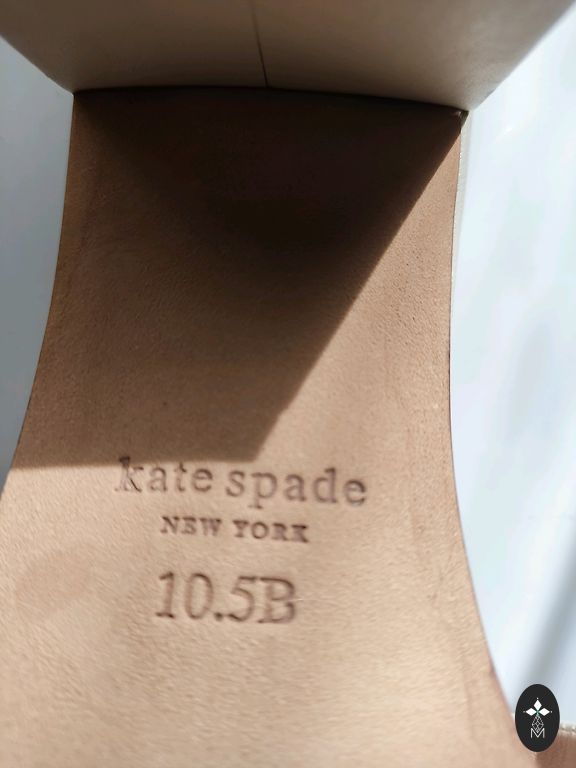 kate spade
NEW YORK
10.5B
M